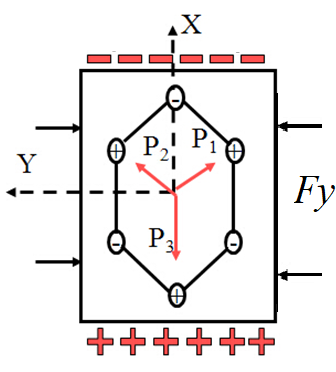 X
− − − − − −
-
+ +
P2 P1
Y
Fy
P3
- -
+
+ + + + + +